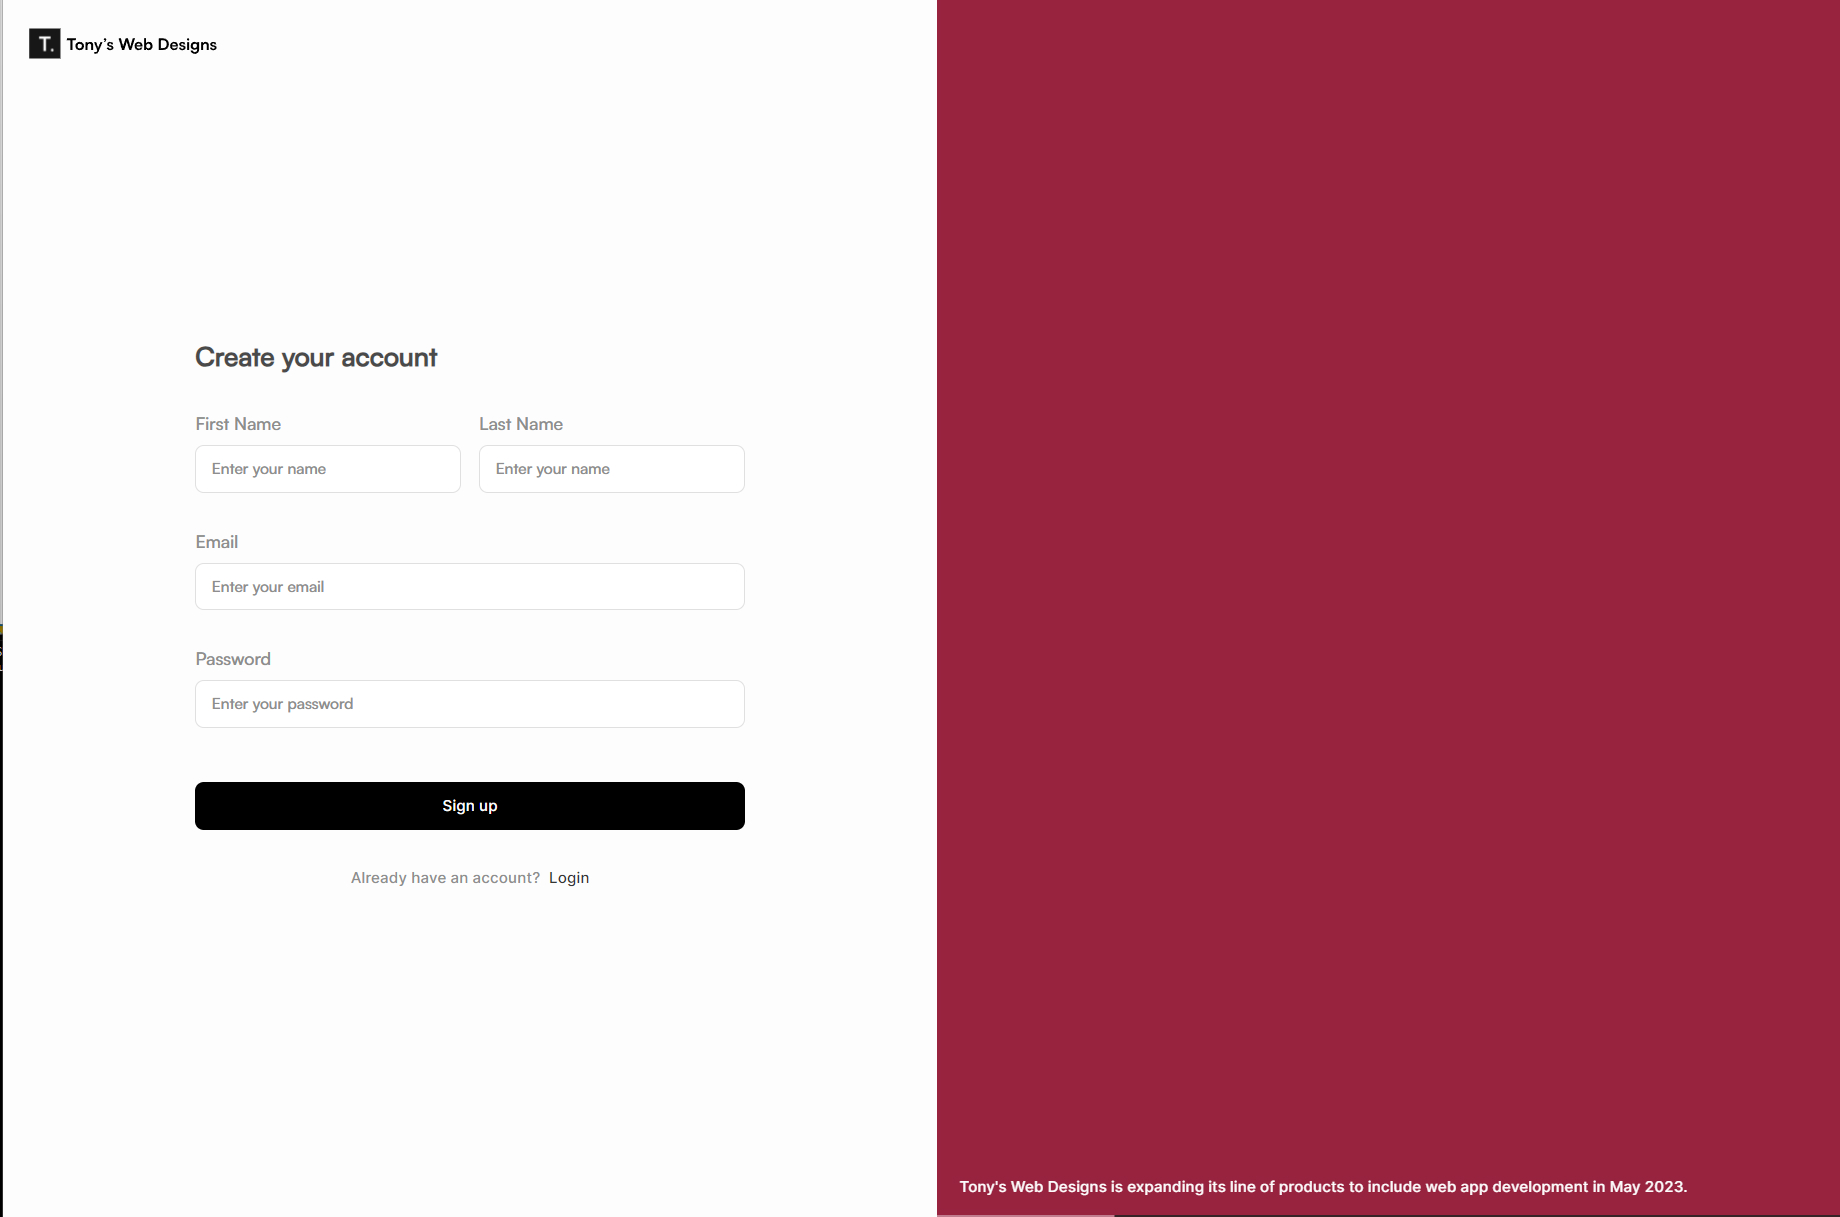 T. Tony's Web Designs
Create your account
First Name Last Name
Enter your name Enter your name
Email
Enter your email
Password
Enter your password
Sign up
Already have an account? Login
Tony's Web Designs is expanding its line of products to include web app development in May 2023.